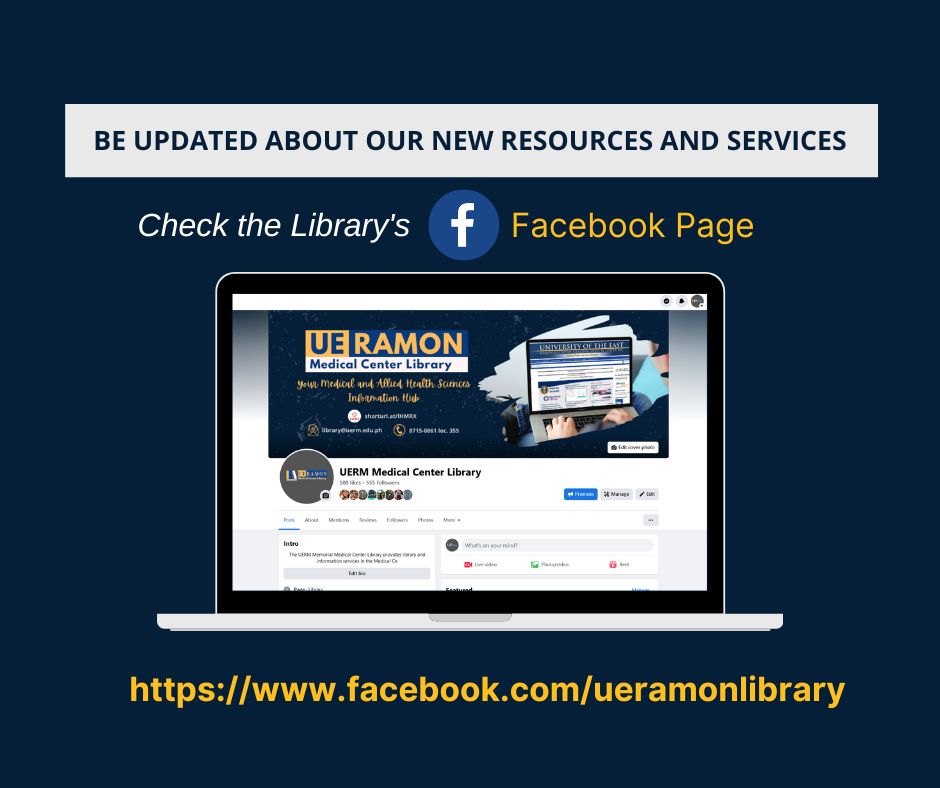 BE UPDATED ABOUT OUR NEW RESOURCES AND SERVICES
Check the Library's
Facebook Page
UE RAMON
Medical Center Library
your Medical and Allied Health Sciences
Information Hub
shorturl.at/IHMRX
library@uerm.edu.ph
8715-0861 loc. 355
UNIVERSITY OF THE EAST
Edit cover photo
UERM Medical Center Library
500 likes • 555 followers
Promote
Manage
Edit
Posts
About
Mentions
Reviews
Followers
Photos
More
Intro
The UERM Memorial Medical Center Library provides library and
information services in the Medical Ce
Edit bio
Page · Library
What's on your mind?
Live video
Photo/video
Reel
Featured
Manage
https://www.facebook.com/ueramonlibrary